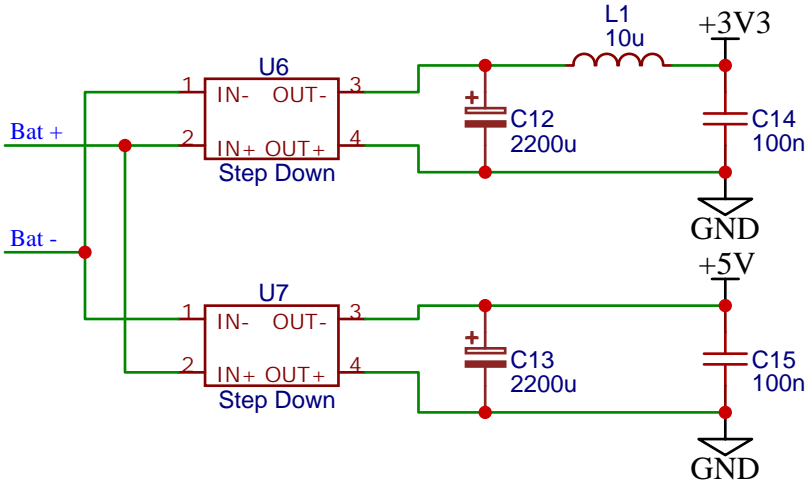 L1
10u
+3V3
U6
1
IN-
OUT-
3
Bat +
2
IN+
OUT+
4
Step Down
C12
2200u
C14
100n
GND
Bat -
+5V
U7
1
IN-
OUT-
3
2
IN+
OUT+
4
Step Down
C13
2200u
C15
100n
GND